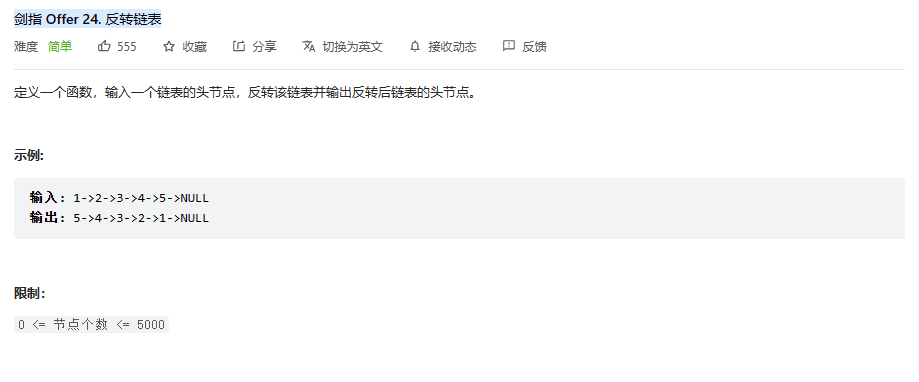 剑指 Offer 24. 反转链表
难度 简单 555 收藏 分享 切换为英文 接收动态 反馈
定义一个函数，输入一个链表的头节点，反转该链表并输出反转后链表的头节点。
示例:
输入: 1->2->3->4->5->NULL
输出: 5->4->3->2->1->NULL
限制：
0 <= 节点个数 <= 5000